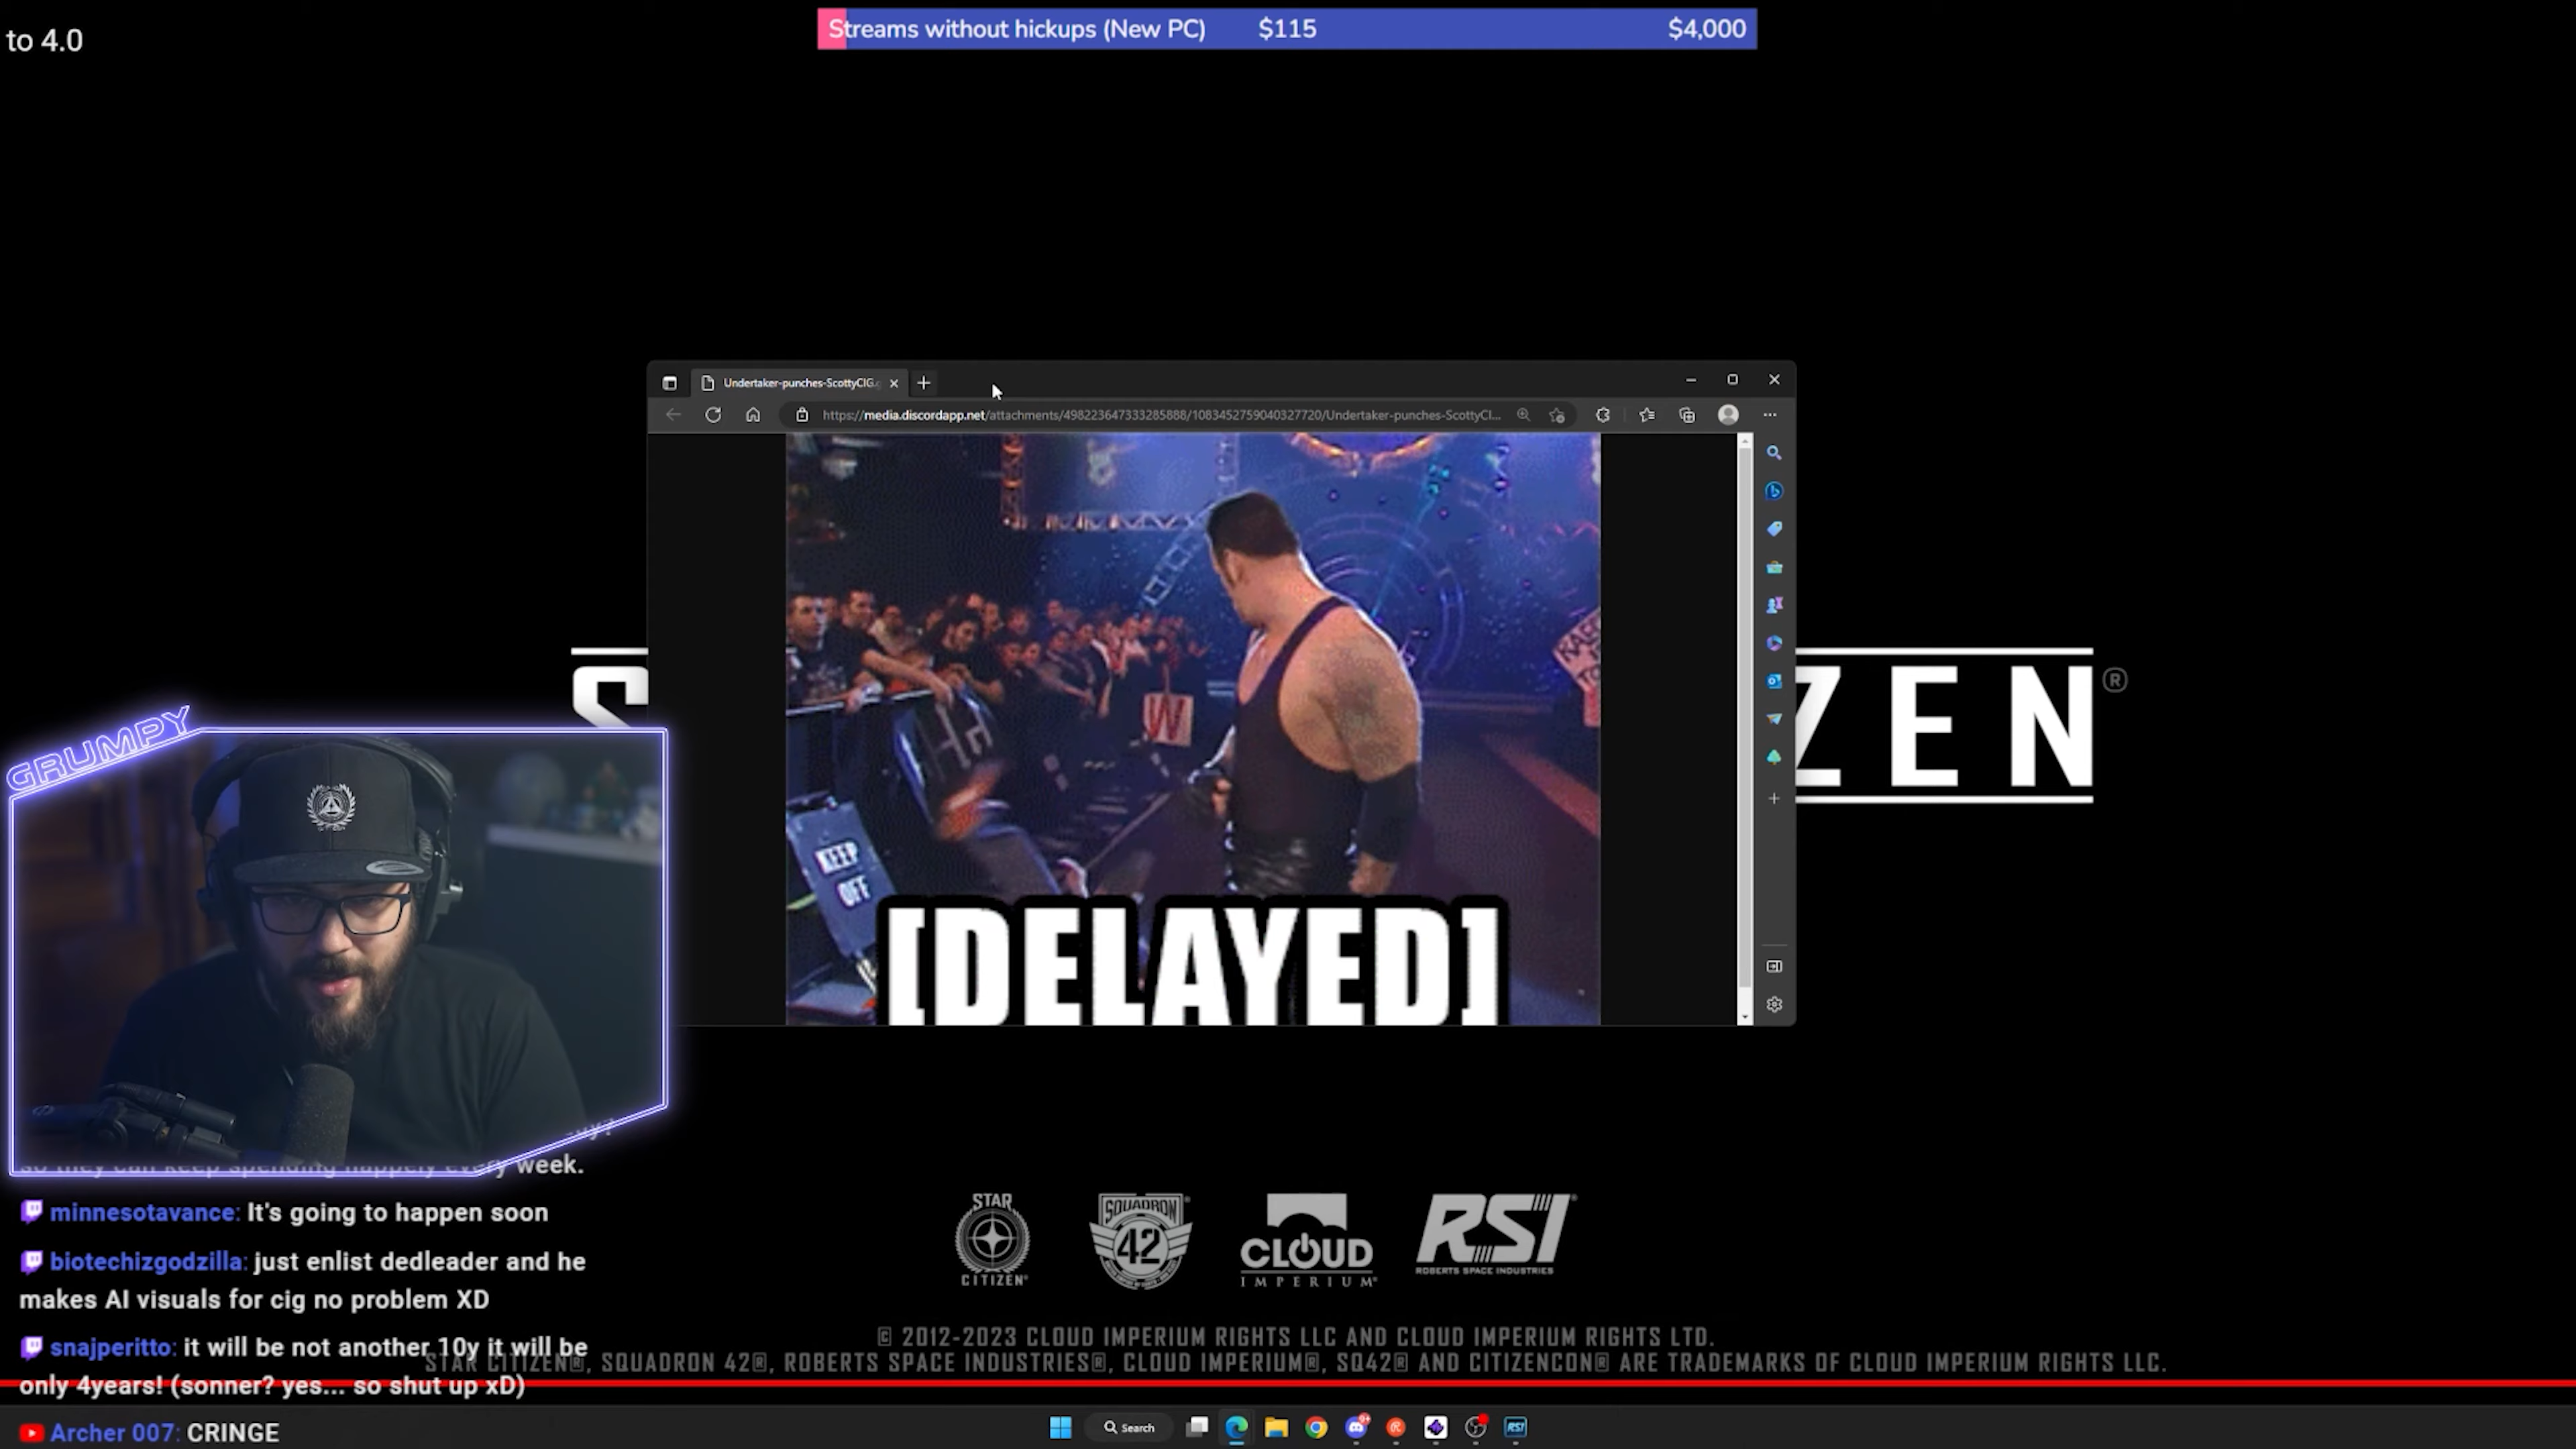 to 4.0
Streams without hickups (New PC) $115 $4,000
Undertaker-punches-ScottyCIG.
https://media.discordapp.net/attachments/498223647333285888/1083452759040327720/Undertaker-punches-ScottyCI...
W
KEEP
OFF
[DELAYED]
S
ZEN®
GRUMPY
so they can keep spending happely every week.
minnesotavance: It's going to happen soon
biotechizgodzilla: just enlist dedleader and he
makes AI visuals for cig no problem XD
snajperitto: it will be not another 10y it will be
only 4years! (sonner? yes... so shut up xD)
Archer 007: CRINGE
STAR
CITIZEN®
SQUADRON
42
CLOUD
IMPERIUM®
RSI
ROBERTS SPACE INDUSTRIES
© 2012-2023 CLOUD IMPERIUM RIGHTS LLC AND CLOUD IMPERIUM RIGHTS LTD.
STAR CITIZEN®, SQUADRON 42®, ROBERTS SPACE INDUSTRIES®, CLOUD IMPERIUM®, SQ42® AND CITIZENCON® ARE TRADEMARKS OF CLOUD IMPERIUM RIGHTS LLC.
Search
RSI